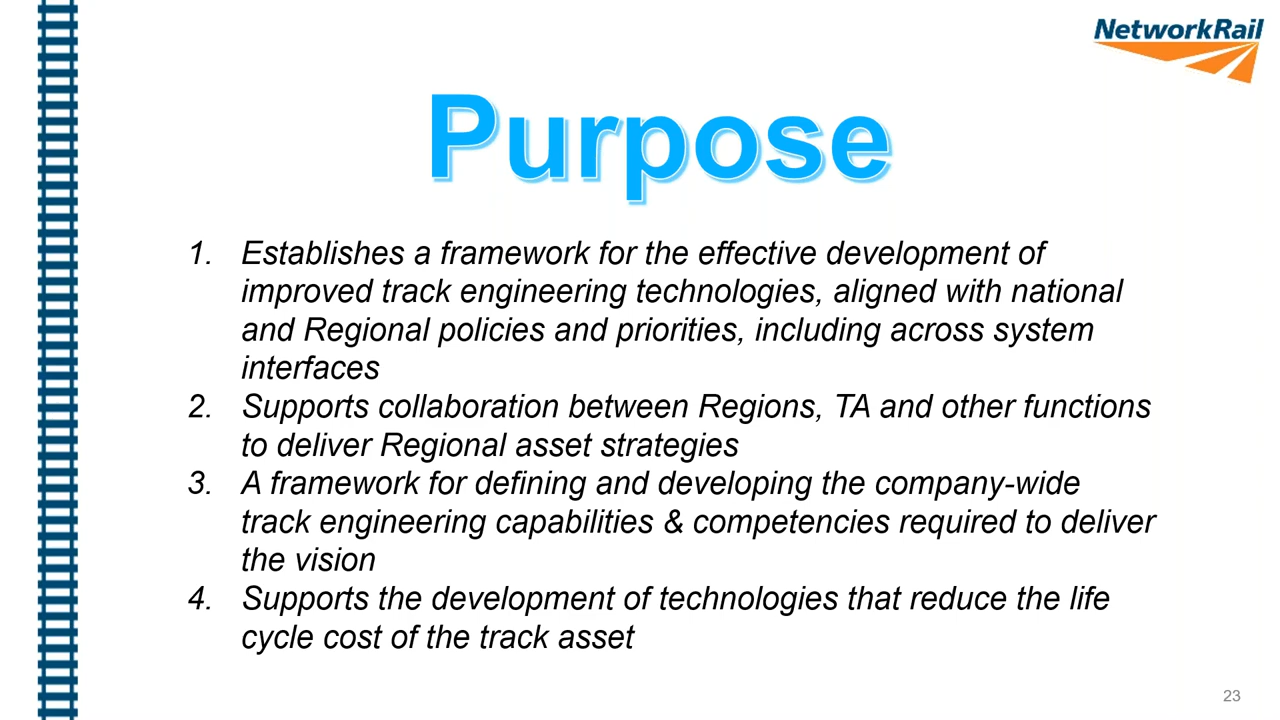 NetworkRail
Purpose
1. Establishes a framework for the effective development of
improved track engineering technologies, aligned with national
and Regional policies and priorities, including across system
interfaces
2. Supports collaboration between Regions, TA and other functions
to deliver Regional asset strategies
3. A framework for defining and developing the company-wide
track engineering capabilities & competencies required to deliver
the vision
4. Supports the development of technologies that reduce the life
cycle cost of the track asset
23